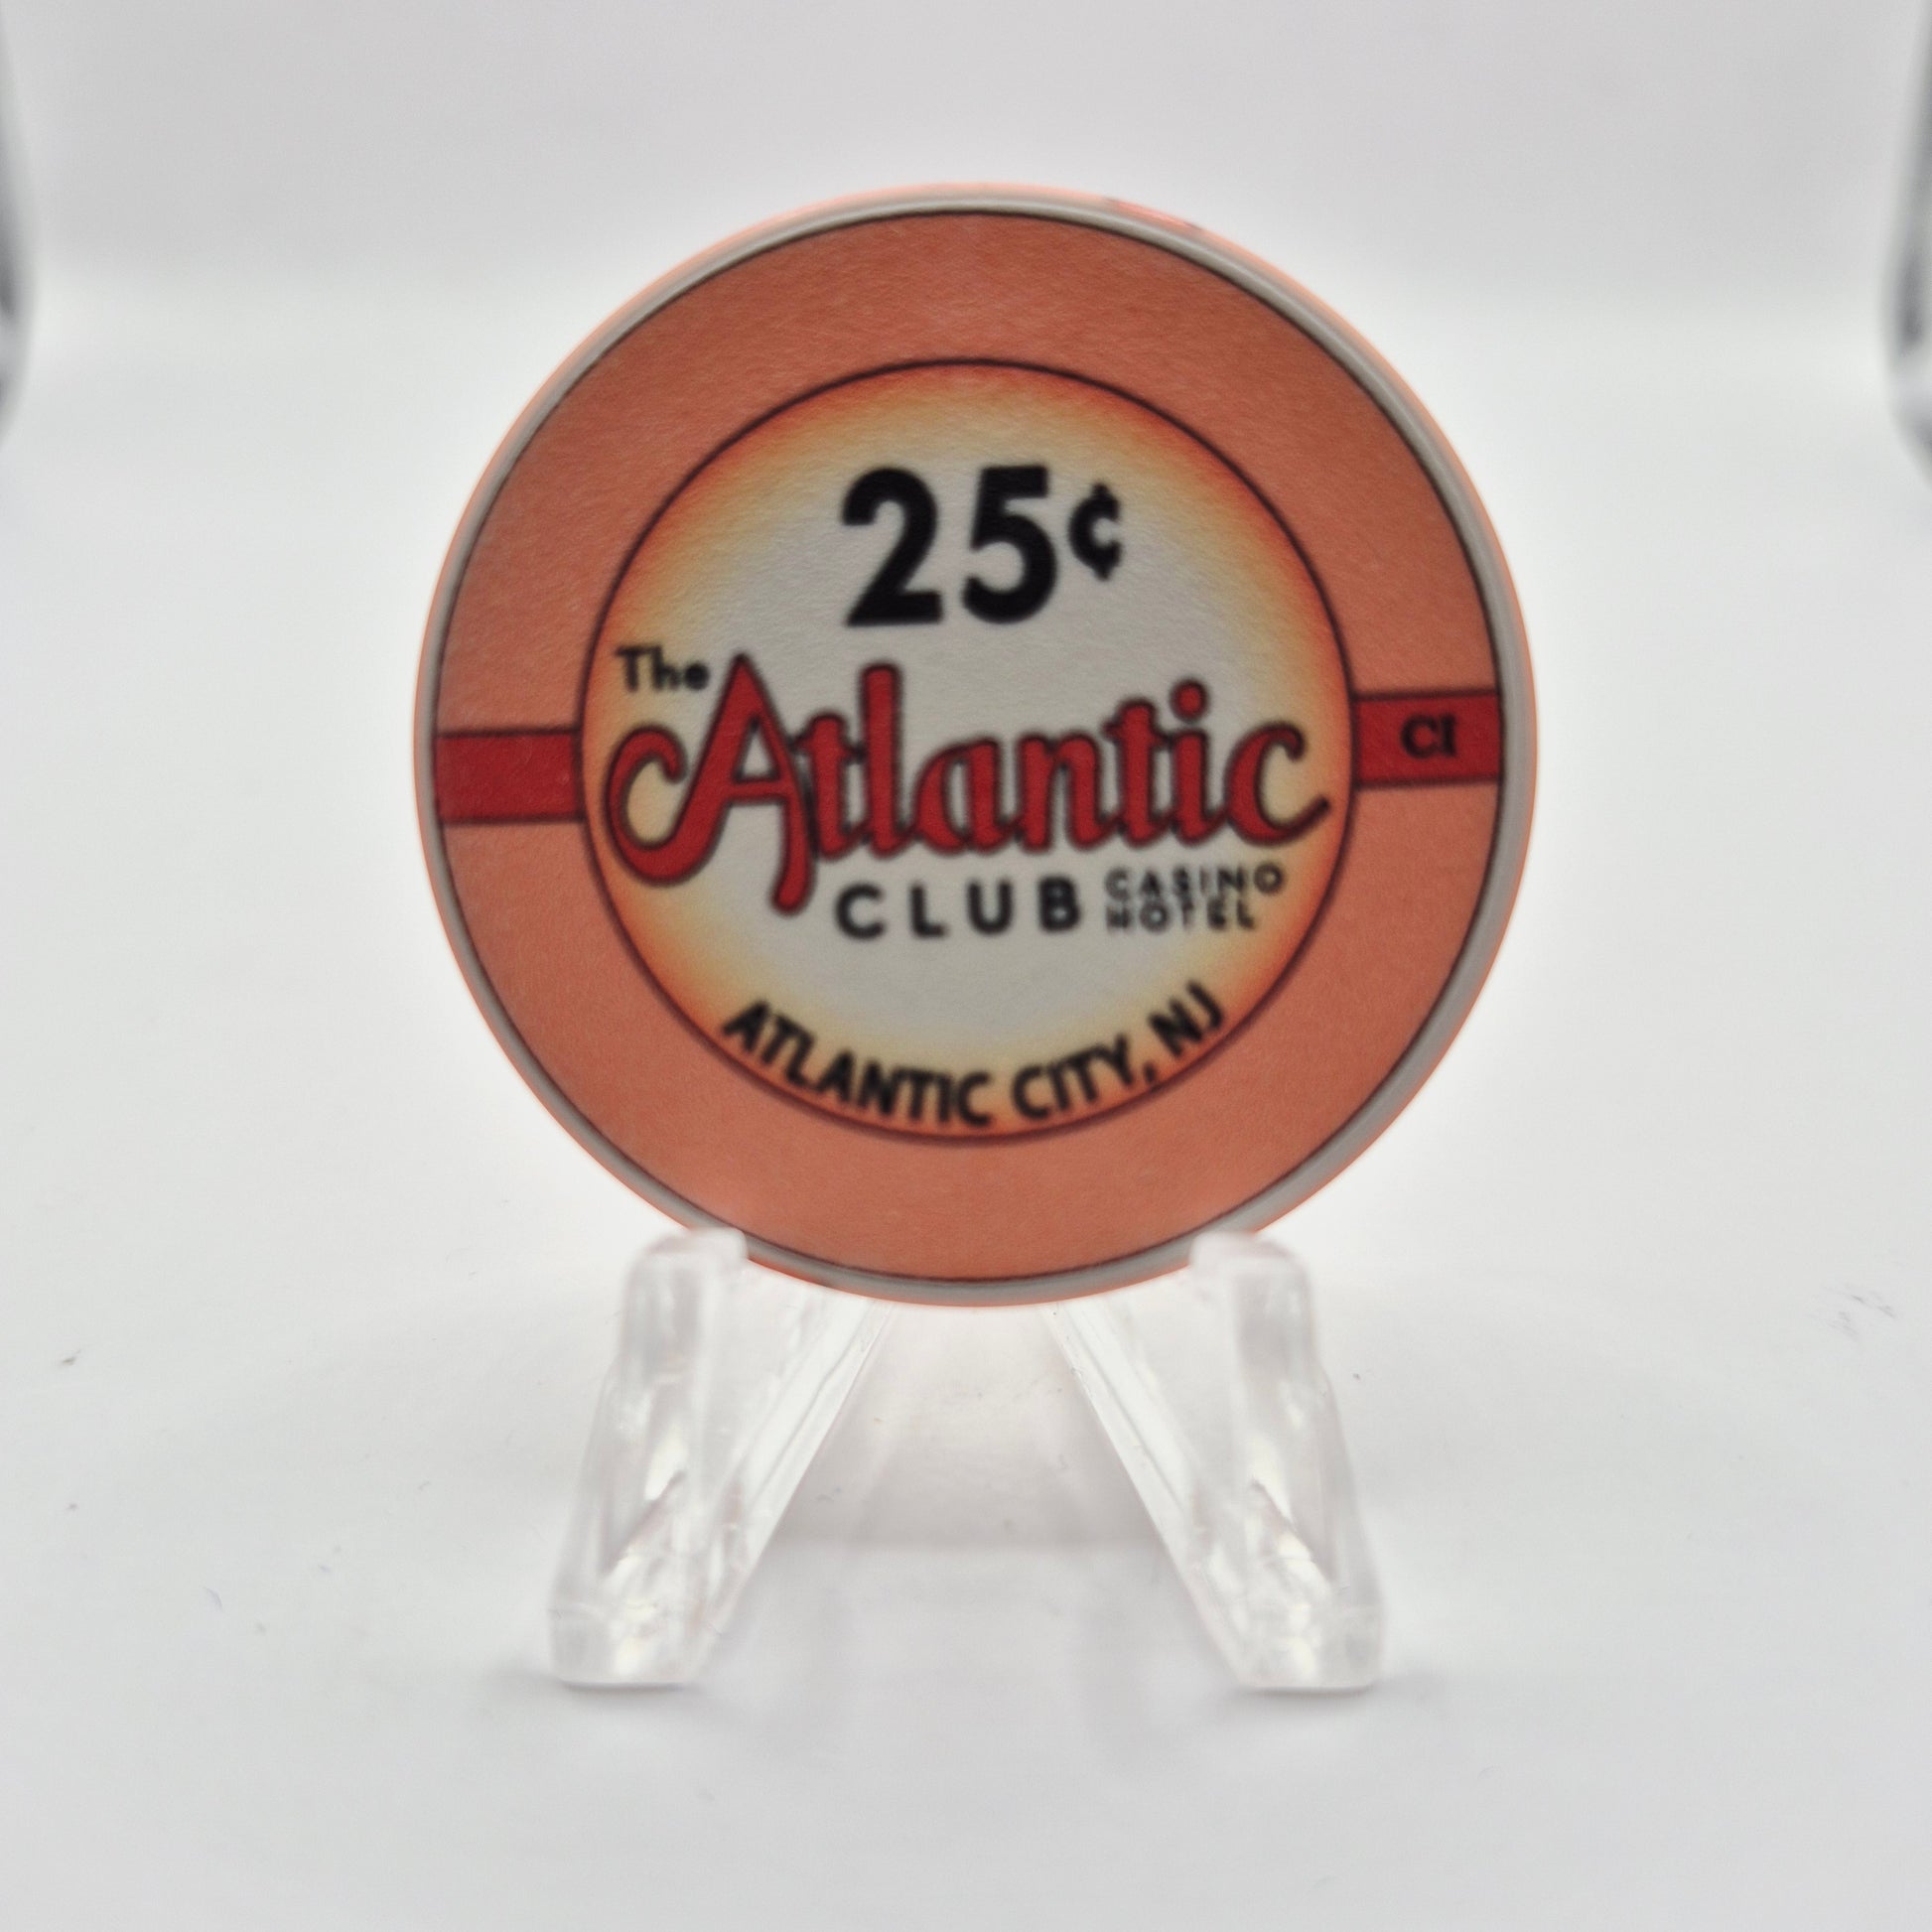 25¢
The
Atlantic
CI
CLUB CASINO HOTEL
ATLANTIC CITY, NJ